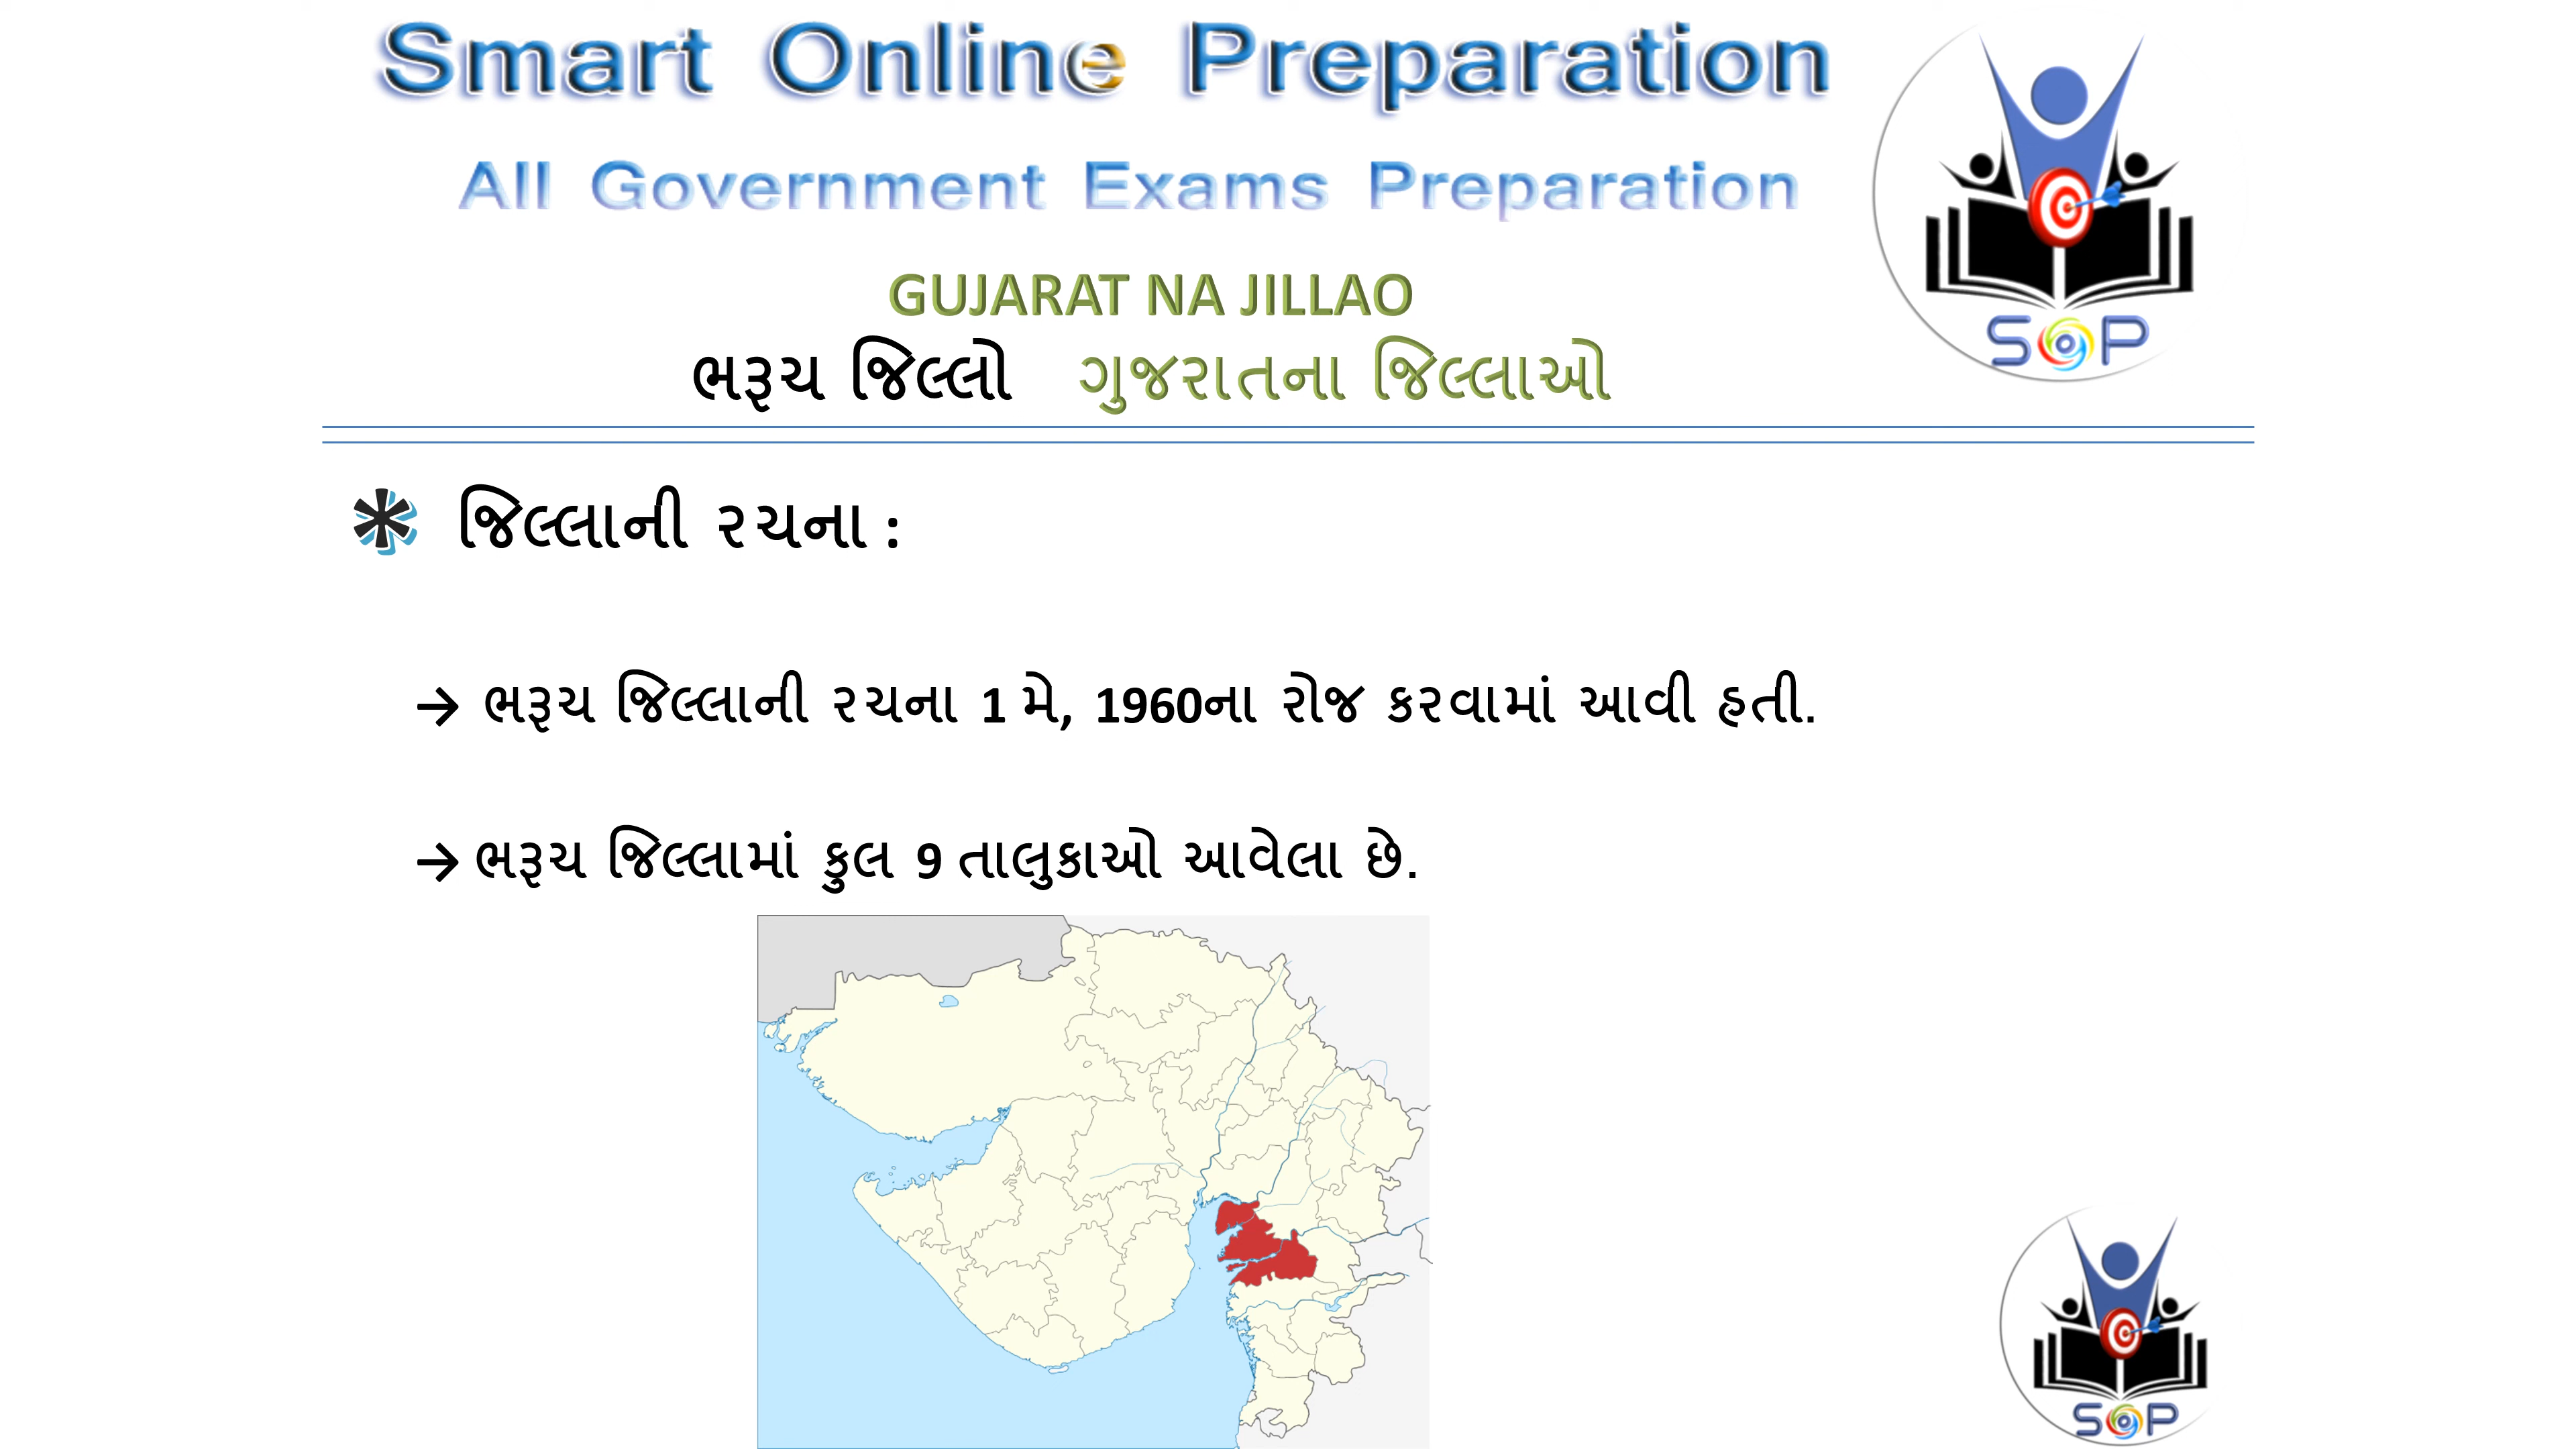 Smart Online Preparation
All Government Exams Preparation
GUJARAT NA JILLAO
ભરૂચ જિલ્લો ગુજરાતના જિલ્લાઓ
SOP
* જિલ્લાની રચના :
→ ભરૂચ જિલ્લાની રચના 1 મે, 1960ના રોજ કરવામાં આવી હતી.
→ ભરૂચ જિલ્લામાં કુલ 9 તાલુકાઓ આવેલા છે.
SOP